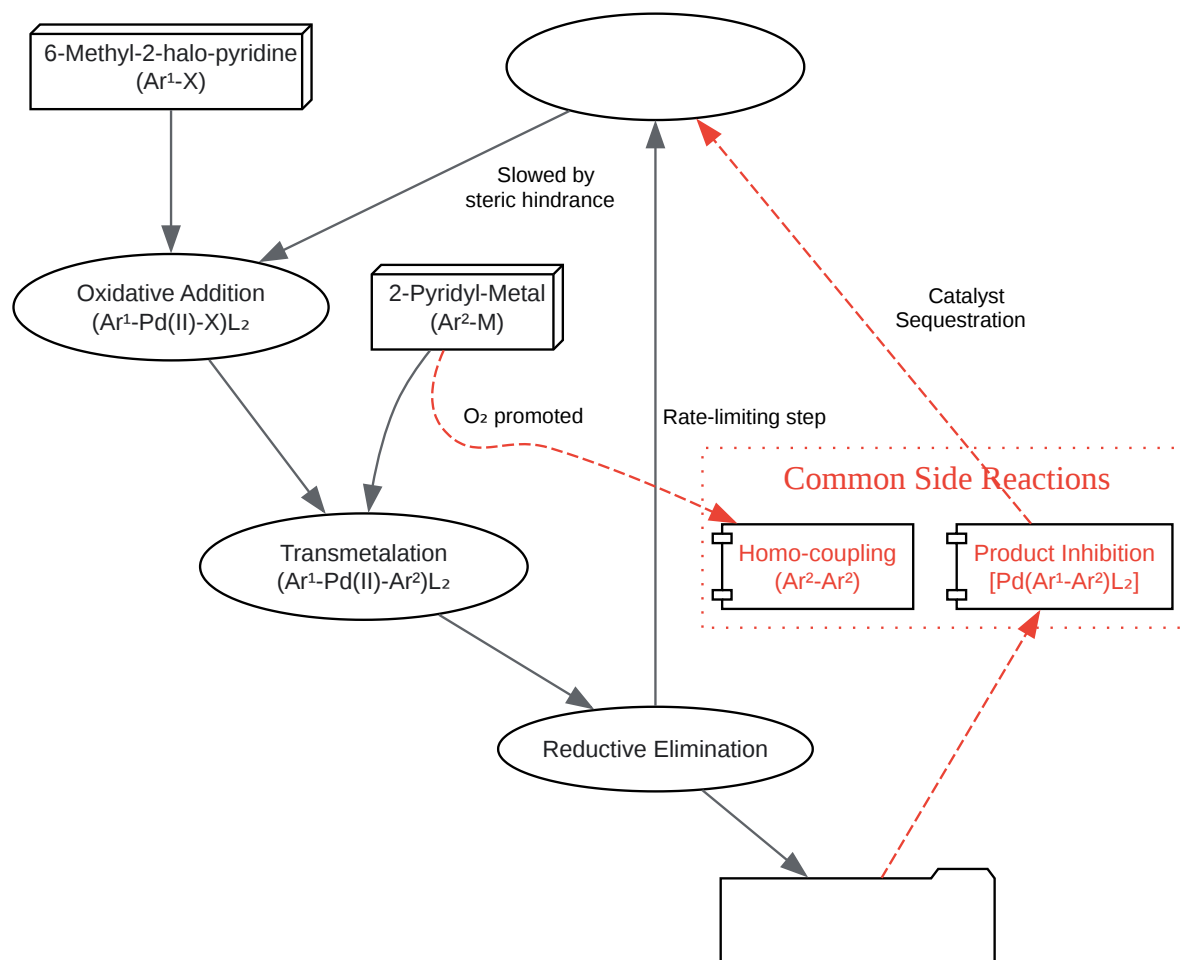 6-Methyl-2-halo-pyridine
(Ar¹-X)
Slowed by
steric hindrance
Oxidative Addition
(Ar¹-Pd(II)-X)L₂
2-Pyridyl-Metal
(Ar²-M)
Catalyst
Sequestration
O₂ promoted
Rate-limiting step
Common Side Reactions
Homo-coupling
(Ar²-Ar²)
Product Inhibition
[Pd(Ar¹-Ar²)L₂]
Transmetalation
(Ar¹-Pd(II)-Ar²)L₂
Reductive Elimination